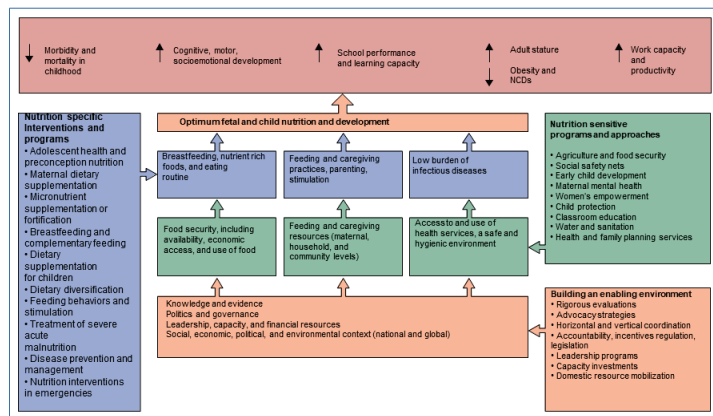 Morbidity and
mortality in
childhood
Cognitive, motor,
socioemotional development
School performance
and learning capacity
Adult stature
Obesity and
NCDs
Work capacity
and
productivity
Nutrition specific
Interventions and
programs
• Adolescent health and
preconception nutrition
• Maternal dietary
supplementation
• Micronutrient
supplementation or
fortification
• Breastfeeding and
complementary feeding
• Dietary
supplementation
for children
• Dietary diversification
• Feeding behaviors and
stimulation
• Treatment of severe
acute
malnutrition
• Disease prevention and
management
• Nutrition interventions
in emergencies
Optimum fetal and child nutrition and development
Breastfeeding, nutrient rich
foods, and eating
routine
Feeding and caregiving
practices, parenting,
stimulation
Low burden of
infectious diseases
Food security, including
availability, economic
access, and use of food
Feeding and caregiving
resources (maternal,
household, and
community levels)
Accessto and use of
health services, a safe and
hygienic environment
Knowledge and evidence
Politics and governance
Leadership, capacity, and financial resources
Social, economic, political, and environmental context (national and global)
Nutrition sensitive
programs and approaches
• Agriculture and food security
• Social safety nets
• Early child development
• Maternal mental health
• Women's empowerment
• Child protection
• Classroom education
• Water and sanitation
• Health and family planning services
Building an enabling environment
• Rigorous evaluations
• Advocacy strategies
• Horizontal and vertical coordination
• Accountability, incentives regulation,
legislation
• Leadership programs
• Capacity investments
• Domestic resource mobilization